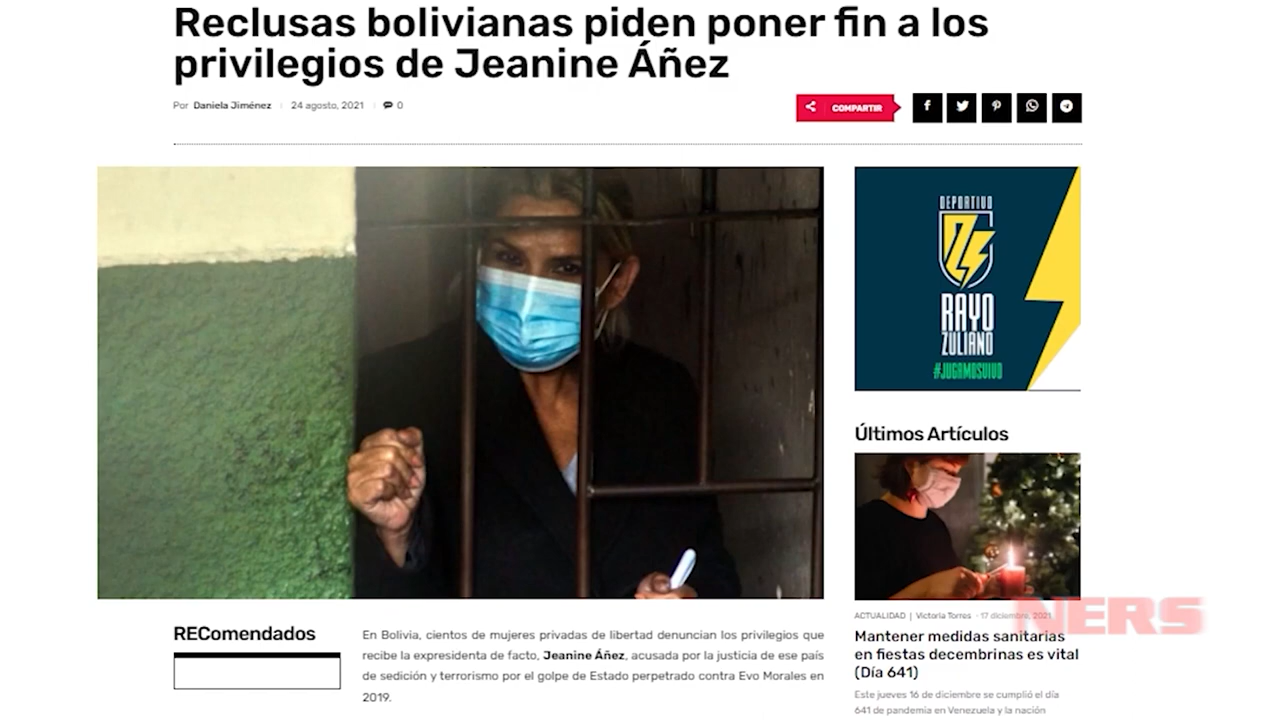 Reclusas bolivianas piden poner fin a los
privilegios de Jeanine Áñez
Por Daniela Jiménez 24 agosto, 2021 0
COMPARTIR
DEPORTIVO
RAYO
ZULIANO
#JUGAMOSVIVO
Últimos Artículos
ACTUALIDAD | Victoria Torres - 17 diciembre, 2021
NERS
Mantener medidas sanitarias
en fiestas decembrinas es vital
(Día 641)
Este jueves 16 de diciembre se cumplió el día
641 de pandemia en Venezuela y la nación
REComendados
En Bolivia, cientos de mujeres privadas de libertad denuncian los privilegios que
recibe la expresidenta de facto, Jeanine Áñez, acusada por la justicia de ese país
de sedición y terrorismo por el golpe de Estado perpetrado contra Evo Morales en
2019.